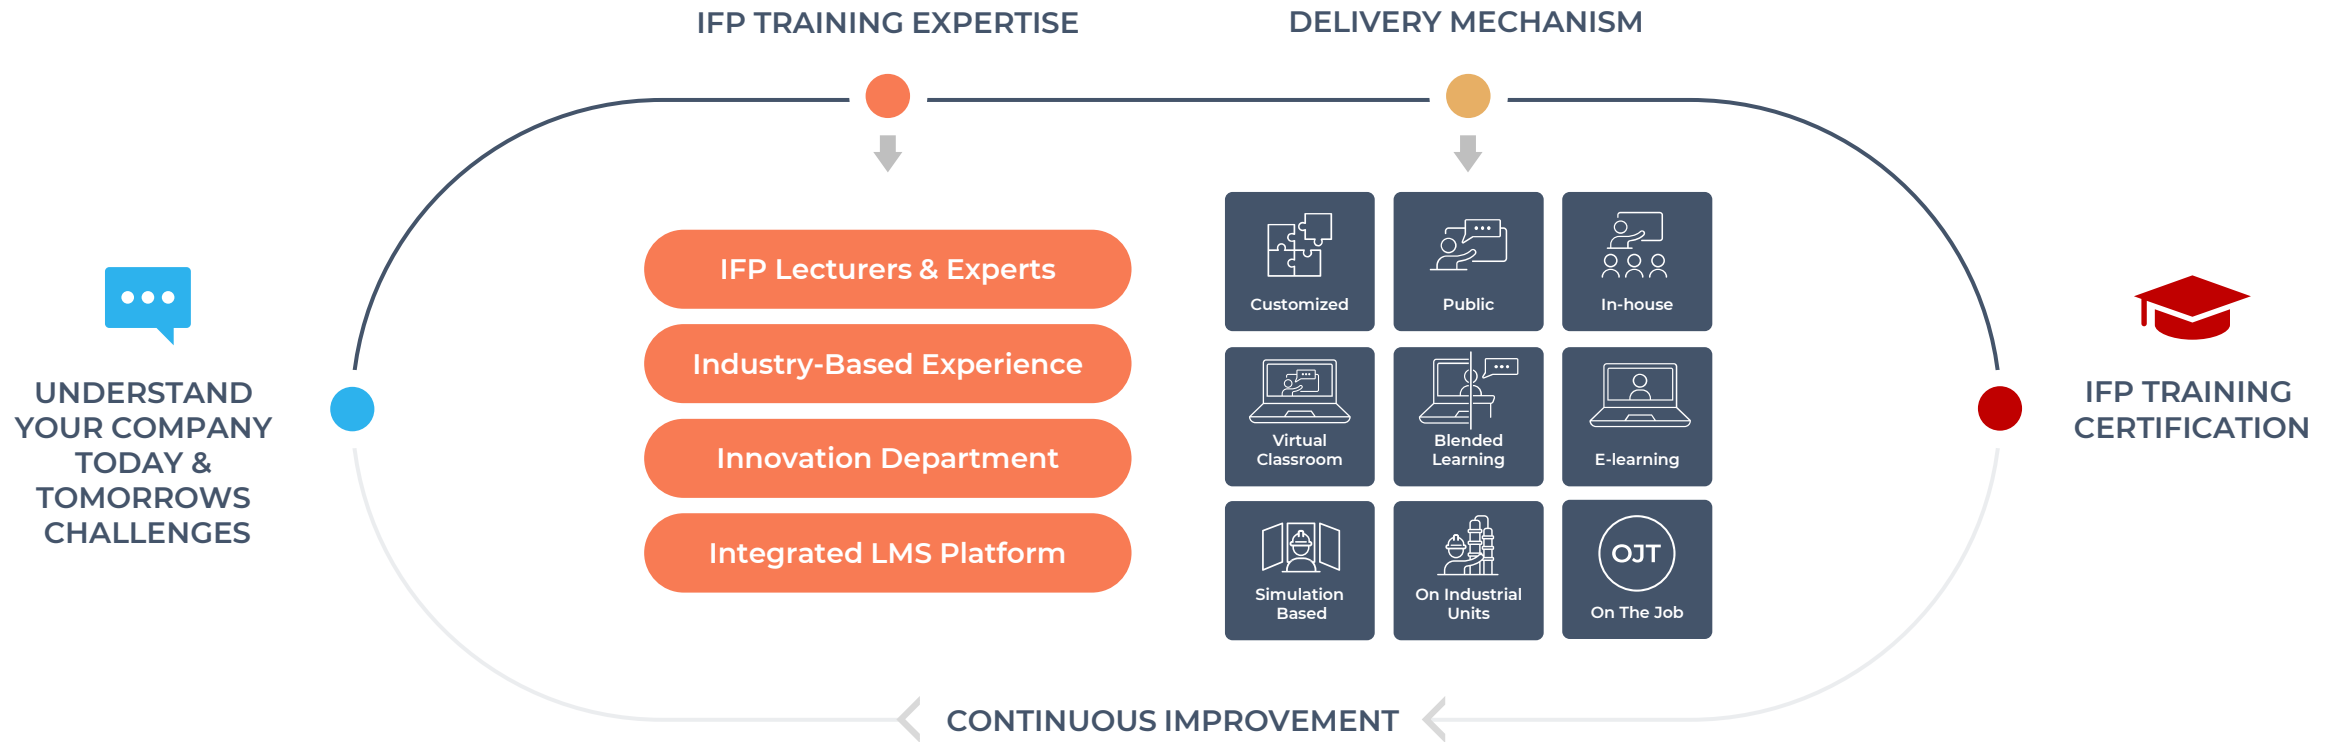 IFP TRAINING EXPERTISE
DELIVERY MECHANISM
UNDERSTAND
YOUR COMPANY
TODAY &
TOMORROWS
CHALLENGES
IFP Lecturers & Experts
Industry-Based Experience
Innovation Department
Integrated LMS Platform
Customized
Public
In-house
Virtual
Classroom
Blended
Learning
E-learning
Simulation
Based
On Industrial
Units
OJT
On The Job
IFP TRAINING
CERTIFICATION
CONTINUOUS IMPROVEMENT